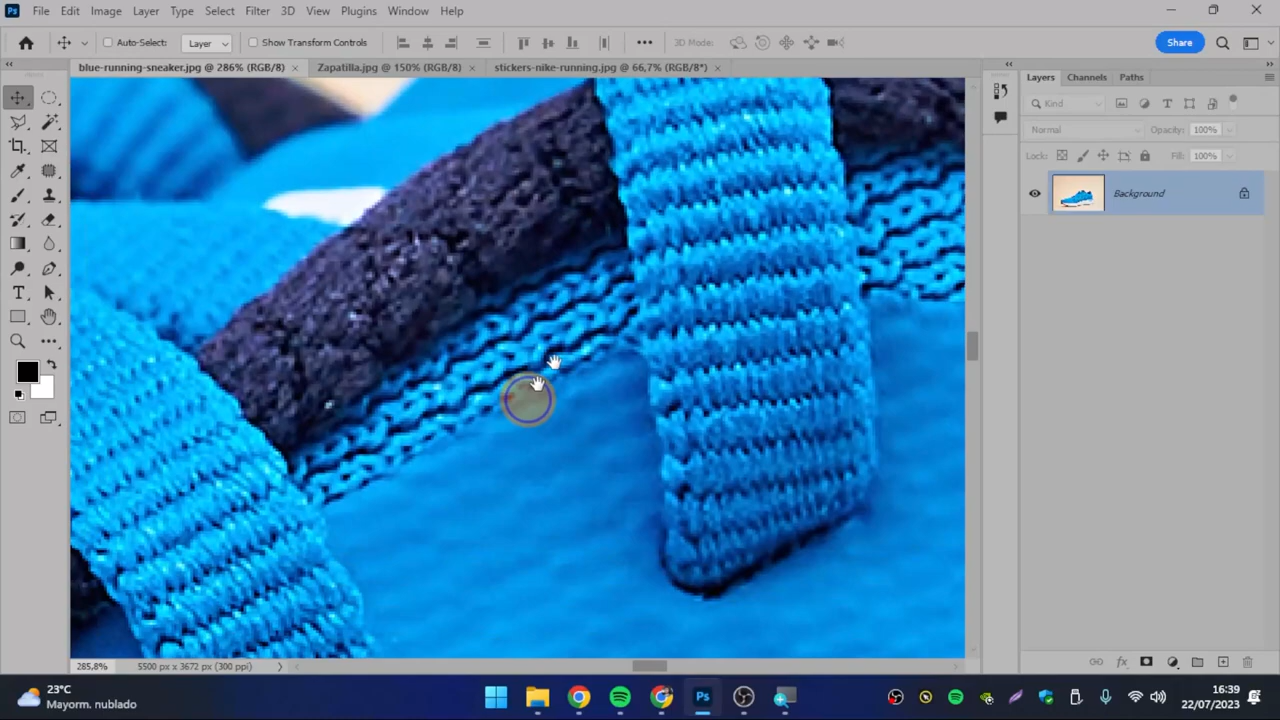 Ps File Edit Image Layer Type Select Filter 3D View Plugins Window Help
Auto-Select: Layer Show Transform Controls 3D Mode: Share
blue-running-sneaker.jpg @ 286% (RGB/8) × Zapatilla.jpg @ 150% (RGB/8) × stickers-nike-running.jpg @ 66,7% (RGB/8*) ×
Layers Channels Paths
Kind
Normal Opacity: 100%
Lock: Fill: 100%
Background
285,8% 5500 px x 3672 px (300 ppi)
23°C
Mayorm. nublado
Ps
16:39
22/07/2023